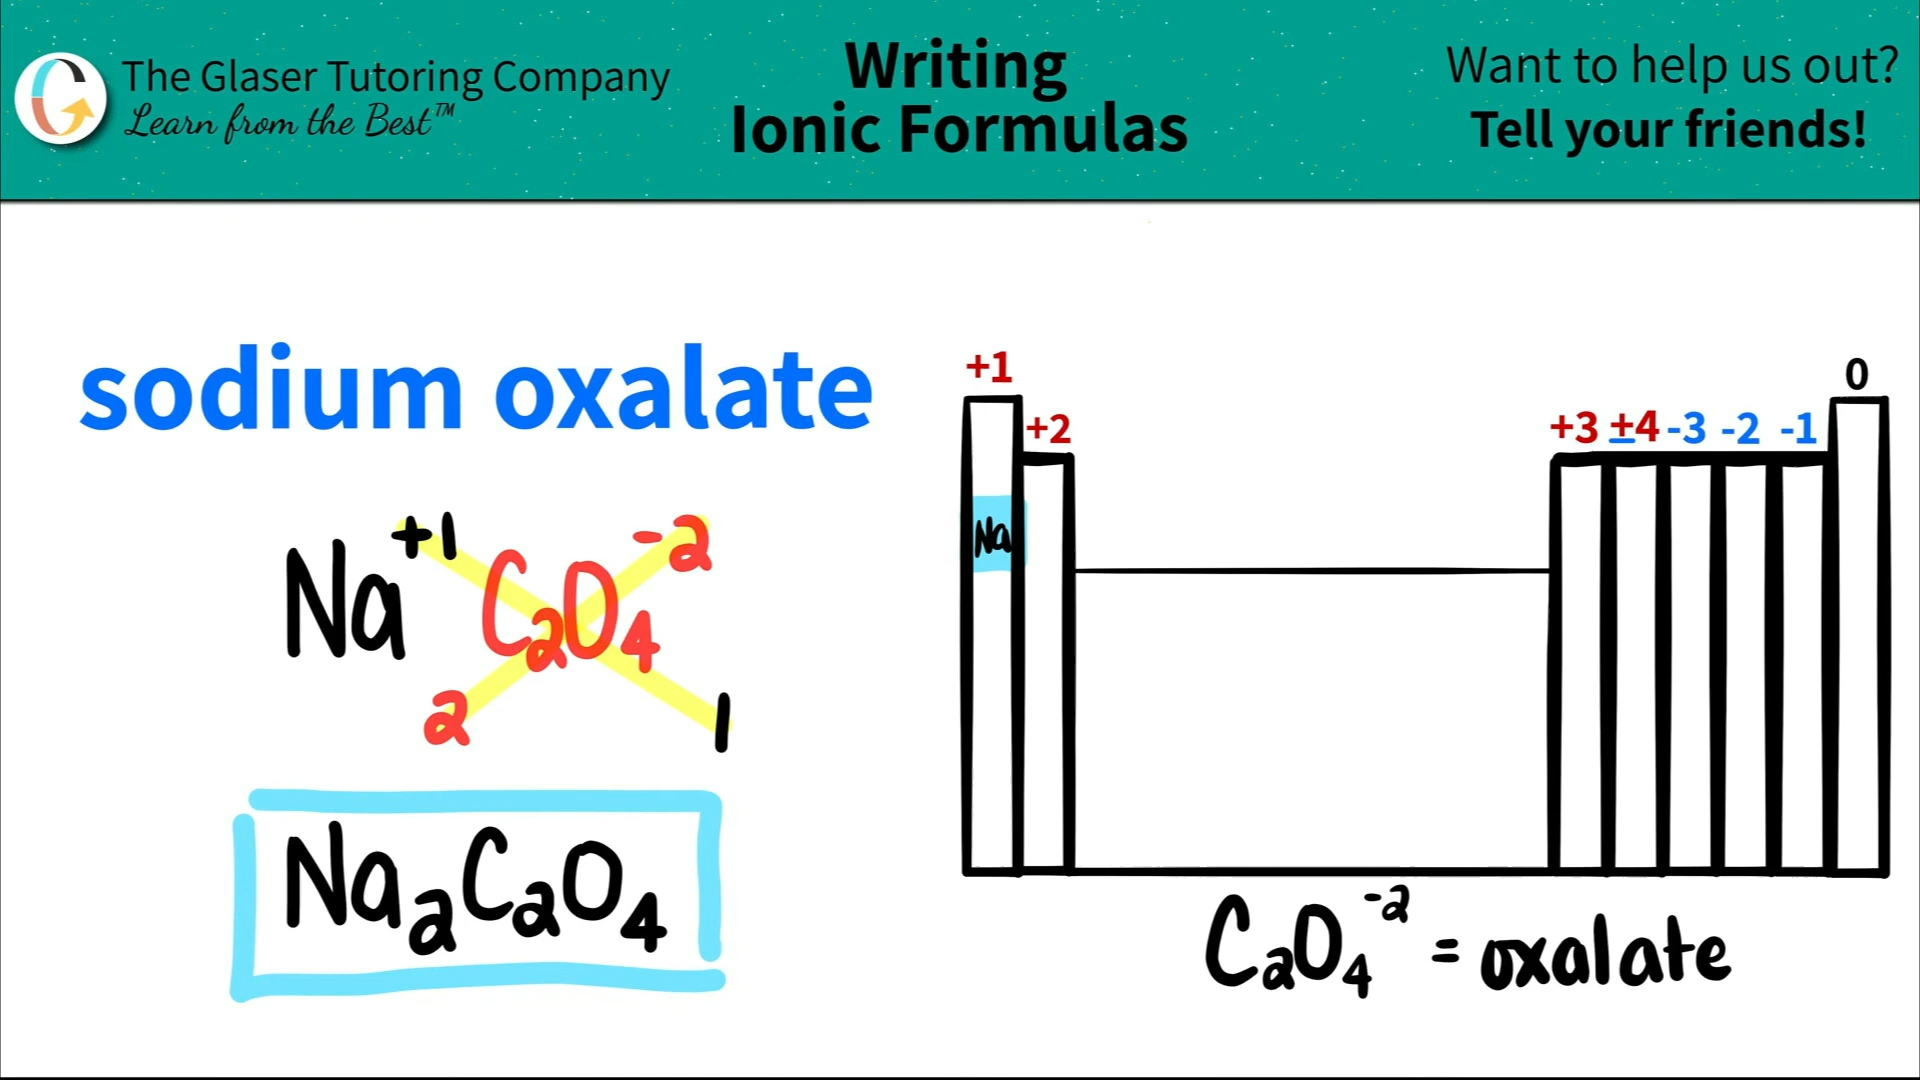 The Glaser Tutoring Company
Learn from the Best™
Writing
Ionic Formulas
Want to help us out?
Tell your friends!
sodium oxalate
Na⁺¹ C₂O₄⁻²
2 1
Na₂C₂O₄
+1
+2
+3 ±4 -3 -2 -1
0
Na
C₂O₄⁻² = oxalate